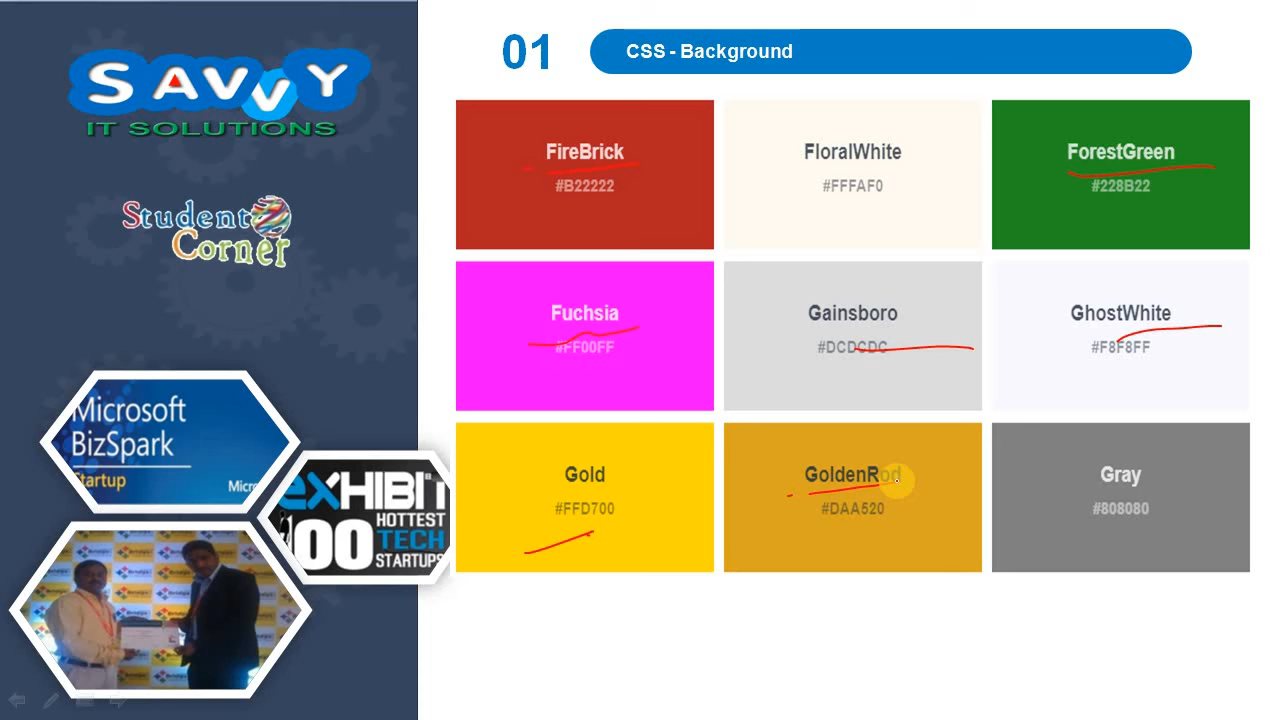 SAVVY
IT SOLUTIONS
Student
Corner
Microsoft
BizSpark
Startup
Micr
EXHIBIT
100
HOTTEST
TECH
STARTUPS
01
CSS - Background
FireBrick
#B22222
FloralWhite
#FFFAF0
ForestGreen
#228B22
Fuchsia
#FF00FF
Gainsboro
#DCDCDC
GhostWhite
#F8F8FF
Gold
#FFD700
GoldenRod
#DAA520
Gray
#808080